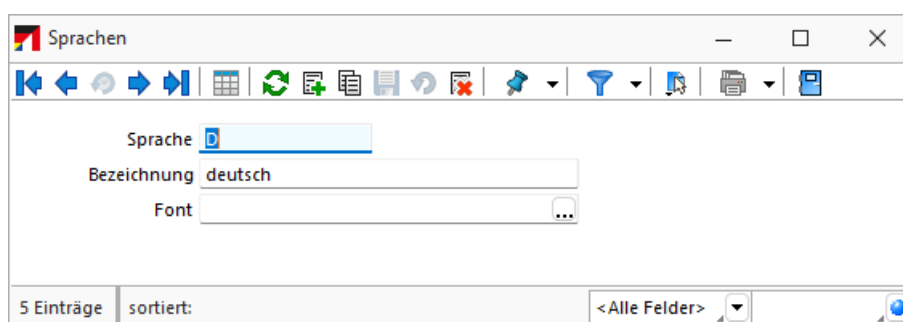 Sprachen
Sprache D
Bezeichnung deutsch
Font
...
5 Einträge sortiert: <Alle Felder>